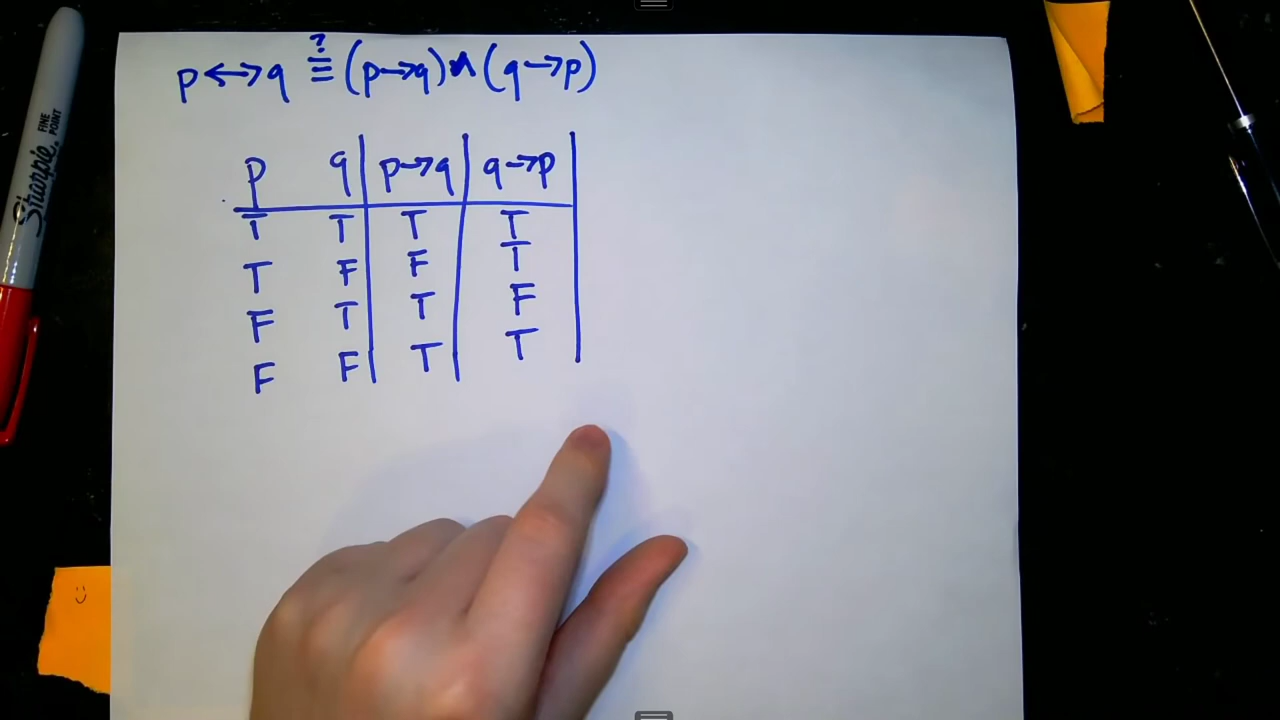 p ↔ q ≟≡ (p→q) ∧ (q→p)
p q p→q q→p
T T T T
T F F T
F T T F
F F T T
Sharpie. FINE POINT